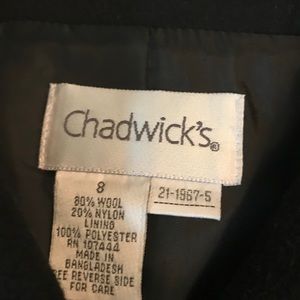 Chadwick's®
8
80% WOOL
20% NYLON
LINING
100% POLYESTER
RN 107444
MADE IN
BANGLADESH
SEE REVERSE SIDE
FOR CARE
21-1967-5